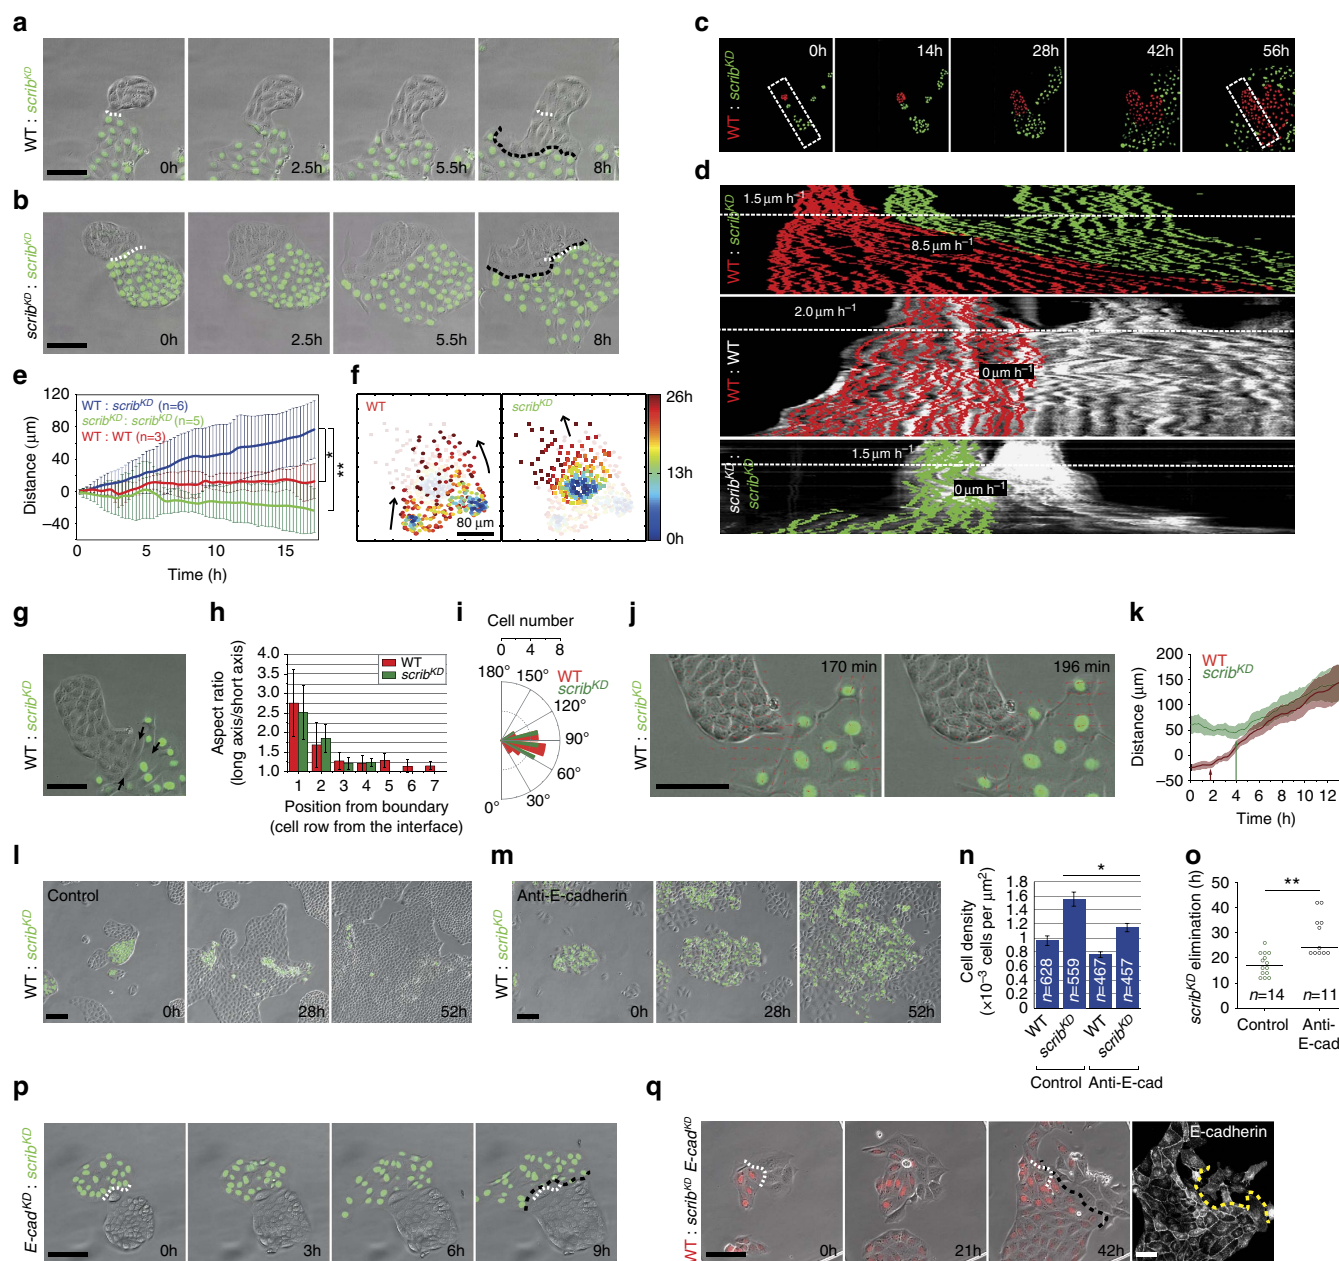 a
WT : scribKD
0h
2.5h
5.5h
8h
b
scribKD : scribKD
0h
2.5h
5.5h
8h
c
WT : scribKD
0h
14h
28h
42h
56h
d
WT : scribKD
1.5 μm h−1
8.5 μm h−1
WT : WT
2.0 μm h−1
0 μm h−1
scribKD :
scribKD
1.5 μm h−1
0 μm h−1
e
Distance (μm)
120
80
40
0
−40
WT : scribKD (n=6)
scribKD : scribKD (n=5)
WT : WT (n=3)
*
**
0
5
10
15
Time (h)
f
WT
scribKD
80 μm
26h
13h
0h
g
WT : scribKD
h
Aspect ratio
(long axis/short axis)
4.0
3.5
3.0
2.5
2.0
1.5
1.0
WT
scribKD
1 2 3 4 5 6 7
Position from boundary
(cell row from the interface)
i
Cell number
0 4 8
180°
150°
WT
scribKD
120°
90°
60°
30°
0°
j
WT : scribKD
170 min
196 min
k
WT
scribKD
Distance (μm)
200
150
100
50
0
−50
0 2 4 6 8 10 12
Time (h)
l
WT : scribKD
Control
0h
28h
52h
m
WT : scribKD
Anti-E-cadherin
0h
28h
52h
n
Cell density
(×10−3 cells per μm2)
1.8
1.6
1.4
1.2
1
0.8
0.6
0.4
0.2
0
*
n=628
n=559
n=467
n=457
WT
scribKD
WT
scribKD
Control
Anti-E-cad
o
scribKD elimination (h)
50
40
30
20
10
0
**
n=14
n=11
Control
Anti-
E-cad
p
E-cadKD : scribKD
0h
3h
6h
9h
q
WT : scribKD E-cadKD
0h
21h
42h
E-cadherin